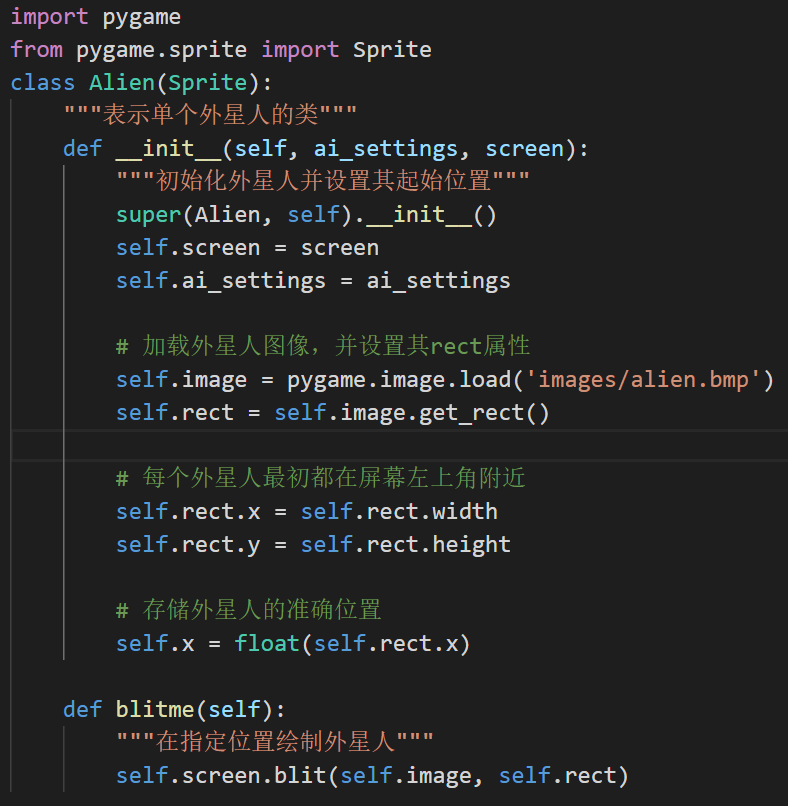 import pygame
from pygame.sprite import Sprite
class Alien(Sprite):
    """表示单个外星人的类"""
    def __init__(self, ai_settings, screen):
        """初始化外星人并设置其起始位置"""
        super(Alien, self).__init__()
        self.screen = screen
        self.ai_settings = ai_settings

        # 加载外星人图像，并设置其rect属性
        self.image = pygame.image.load('images/alien.bmp')
        self.rect = self.image.get_rect()

        # 每个外星人最初都在屏幕左上角附近
        self.rect.x = self.rect.width
        self.rect.y = self.rect.height

        # 存储外星人的准确位置
        self.x = float(self.rect.x)

    def blitme(self):
        """在指定位置绘制外星人"""
        self.screen.blit(self.image, self.rect)